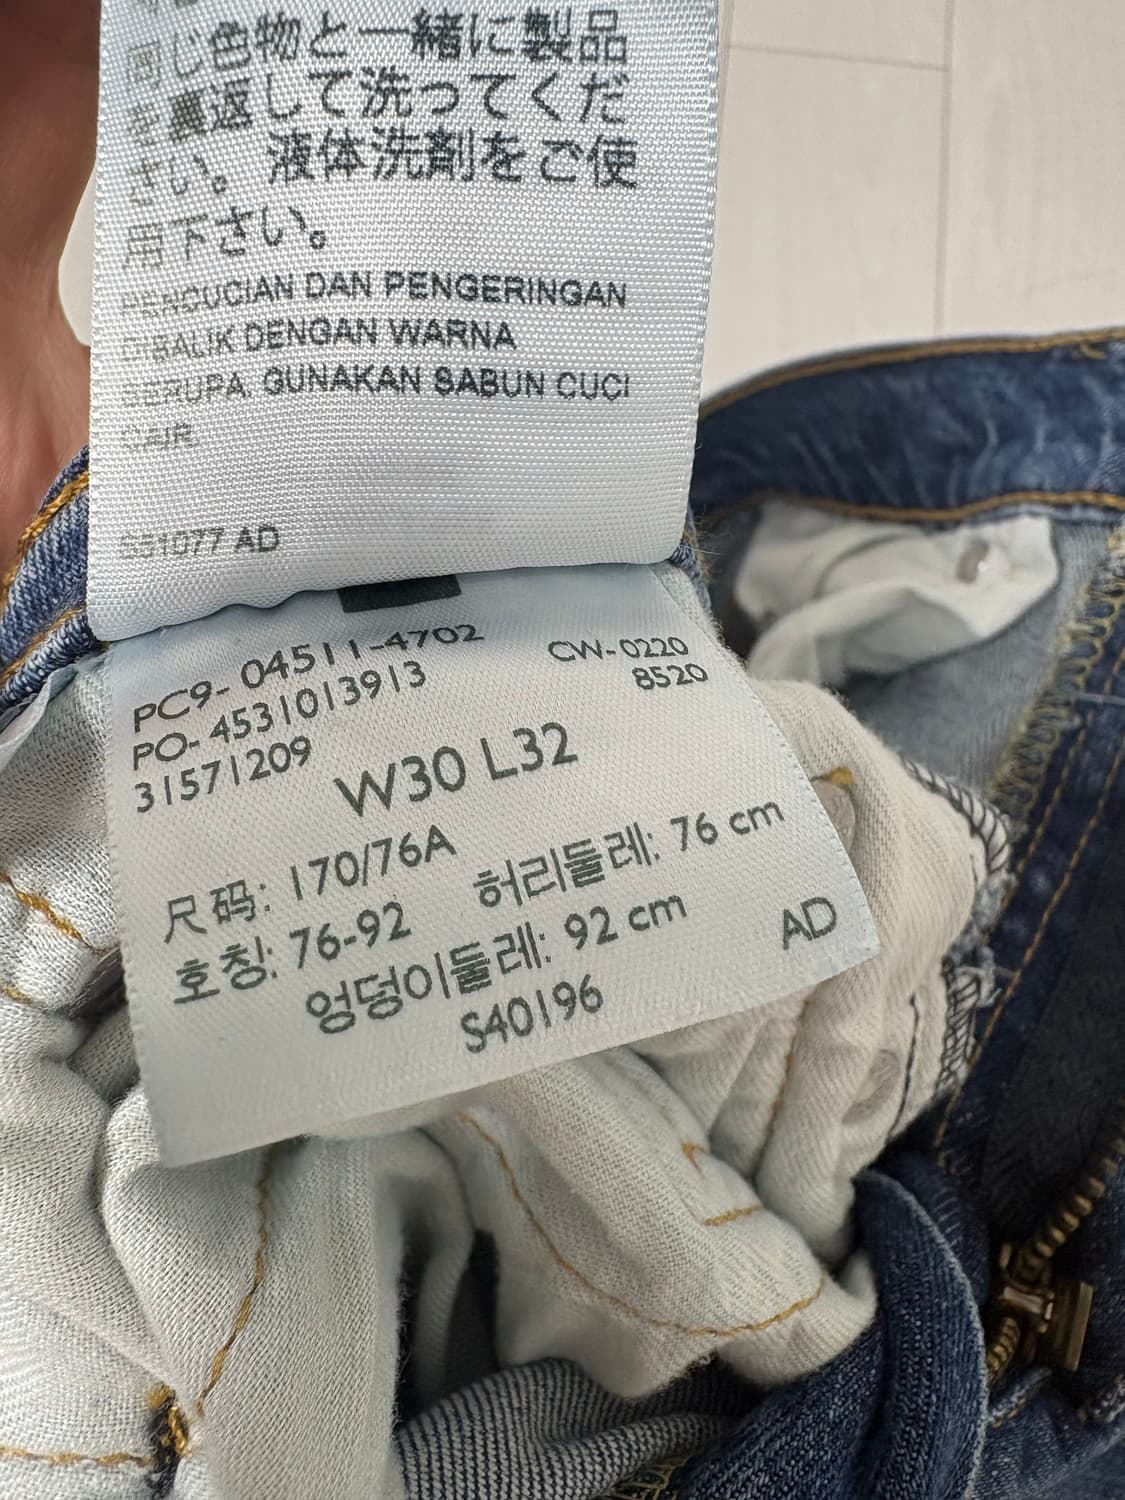 同じ色物と一緒に製品
を裏返して洗ってくだ
さい。 液体洗剤をご使
用下さい。
PENCUCIAN DAN PENGERINGAN
DIBALIK DENGAN WARNA
SERUPA. GUNAKAN SABUN CUCI
CAIR.
S51077 AD
PC9- 04511-4702
CW-0220
PO- 4531013913
8520
31571209
W30 L32
尺码: 170/76A
호칭: 76-92 허리둘레: 76 cm
엉덩이둘레: 92 cm
AD
S40196